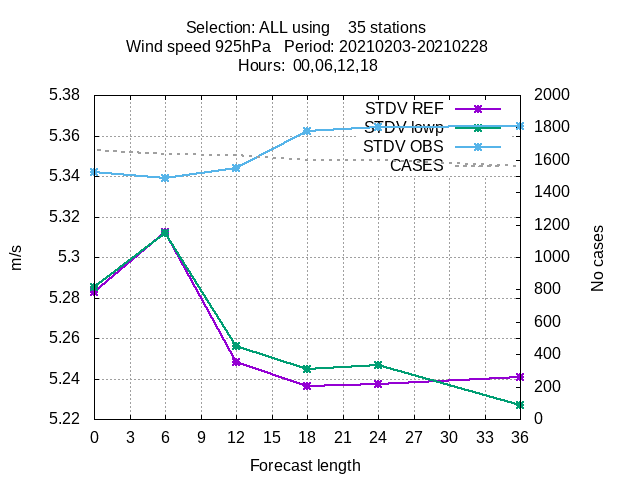 Selection: ALL using    35 stations
Wind speed 925hPa   Period: 20210203-20210228
Hours:  00,06,12,18
5.38
5.36
5.34
5.32
5.3
5.28
5.26
5.24
5.22
m/s
2000
1800
1600
1400
1200
1000
800
600
400
200
0
No cases
STDV REF
STDV lowp
STDV OBS
CASES
0 3 6 9 12 15 18 21 24 27 30 33 36
Forecast length